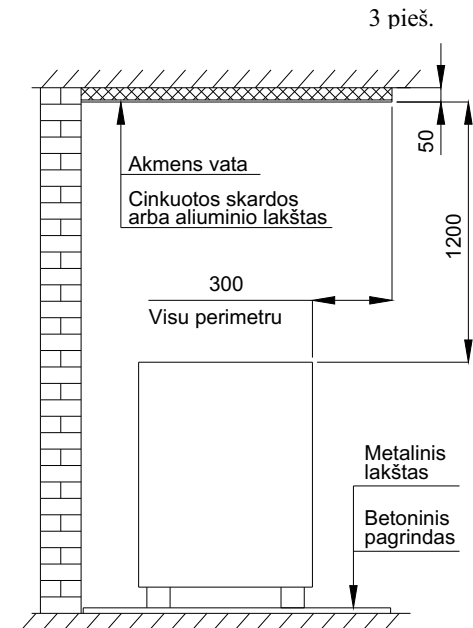 3 pieš.
50
Akmens vata
Cinkuotos skardos
arba aliuminio lakštas
1200
300
Visu perimetru
Metalinis
lakštas
Betoninis
pagrindas